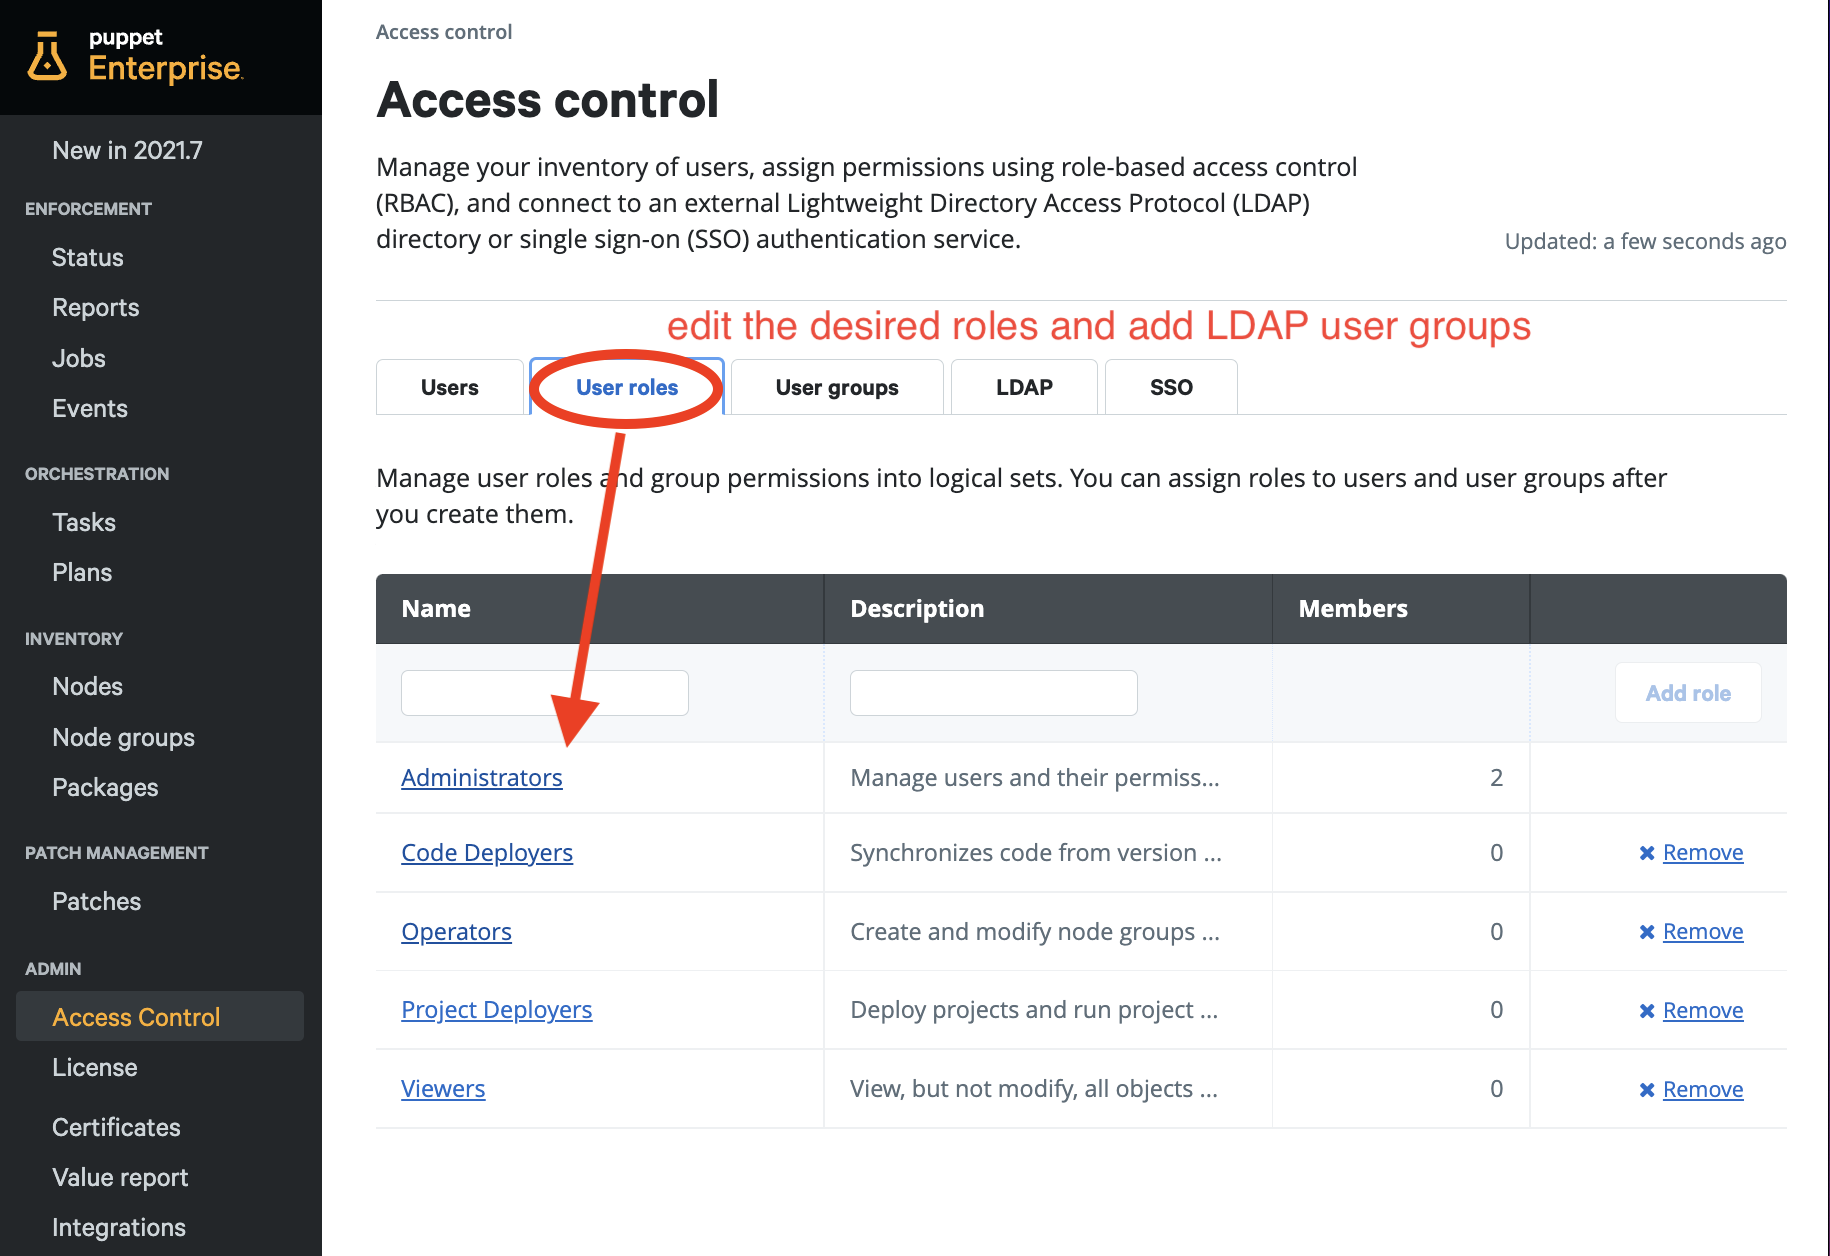 puppet
Enterprise.
New in 2021.7
ENFORCEMENT
Status
Reports
Jobs
Events
ORCHESTRATION
Tasks
Plans
INVENTORY
Nodes
Node groups
Packages
PATCH MANAGEMENT
Patches
ADMIN
Access Control
License
Certificates
Value report
Integrations
Access control
Access control
Manage your inventory of users, assign permissions using role-based access control
(RBAC), and connect to an external Lightweight Directory Access Protocol (LDAP)
directory or single sign-on (SSO) authentication service.
Updated: a few seconds ago
edit the desired roles and add LDAP user groups
Users User roles User groups LDAP SSO
Manage user roles and group permissions into logical sets. You can assign roles to users and user groups after
you create them.
Name Description Members
Add role
Administrators Manage users and their permiss... 2
Code Deployers Synchronizes code from version ... 0 ✖ Remove
Operators Create and modify node groups ... 0 ✖ Remove
Project Deployers Deploy projects and run project ... 0 ✖ Remove
Viewers View, but not modify, all objects ... 0 ✖ Remove